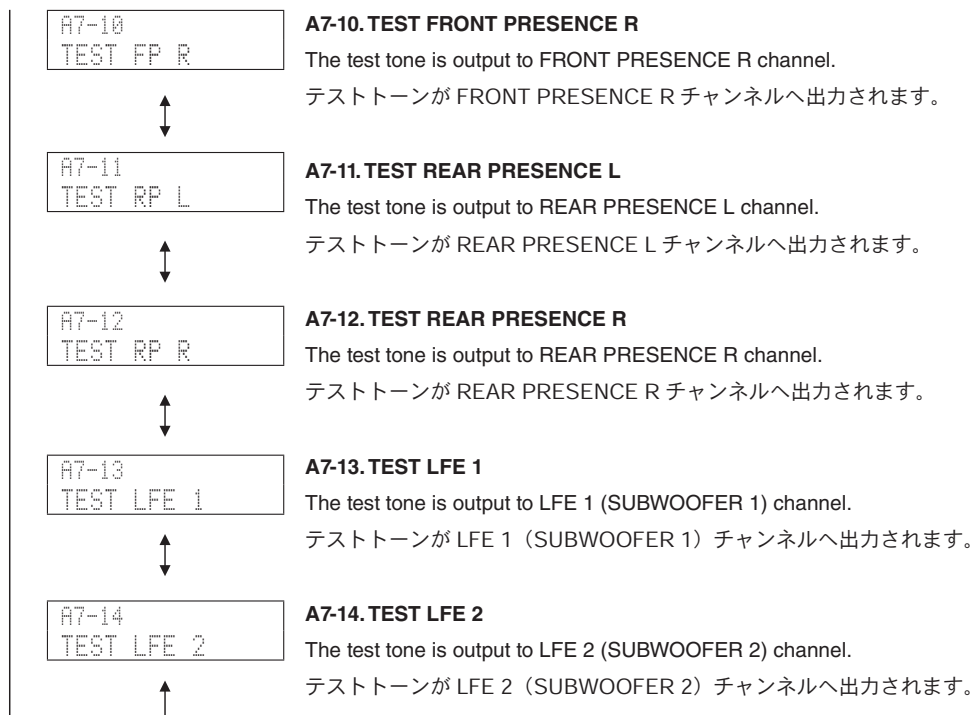 A7-10
TEST FP R
A7-10. TEST FRONT PRESENCE R
The test tone is output to FRONT PRESENCE R channel.
テストトーンが FRONT PRESENCE R チャンネルへ出力されます。
A7-11
TEST RP L
A7-11. TEST REAR PRESENCE L
The test tone is output to REAR PRESENCE L channel.
テストトーンが REAR PRESENCE L チャンネルへ出力されます。
A7-12
TEST RP R
A7-12. TEST REAR PRESENCE R
The test tone is output to REAR PRESENCE R channel.
テストトーンが REAR PRESENCE R チャンネルへ出力されます。
A7-13
TEST LFE 1
A7-13. TEST LFE 1
The test tone is output to LFE 1 (SUBWOOFER 1) channel.
テストトーンが LFE 1（SUBWOOFER 1）チャンネルへ出力されます。
A7-14
TEST LFE 2
A7-14. TEST LFE 2
The test tone is output to LFE 2 (SUBWOOFER 2) channel.
テストトーンが LFE 2（SUBWOOFER 2）チャンネルへ出力されます。